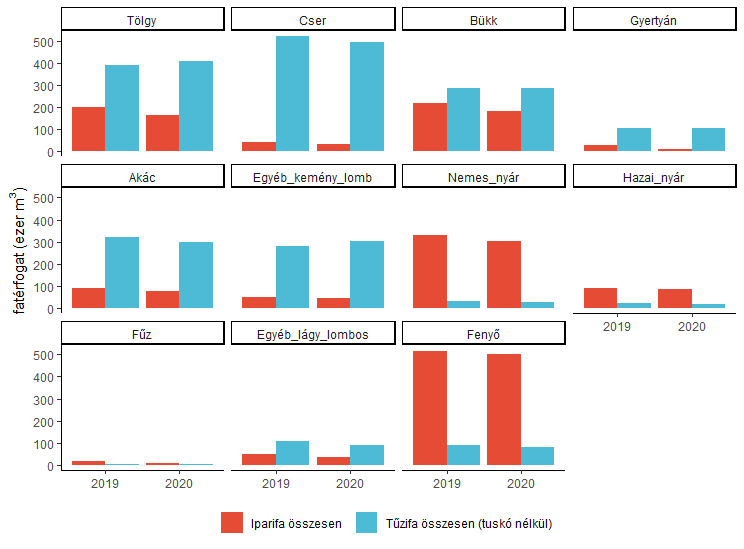 Tölgy
Cser
Bükk
Gyertyán
500
400
300
200
100
0
Akác
Egyéb_kemény_lomb
Nemes_nyár
Hazai_nyár
500
400
300
200
100
0
2019
2020
Fűz
Egyéb_lágy_lombos
Fenyő
500
400
300
200
100
0
2019
2020
2019
2020
2019
2020
fatérfogat (ezer m³)
Iparifa összesen
Tűzifa összesen (tuskó nélkül)